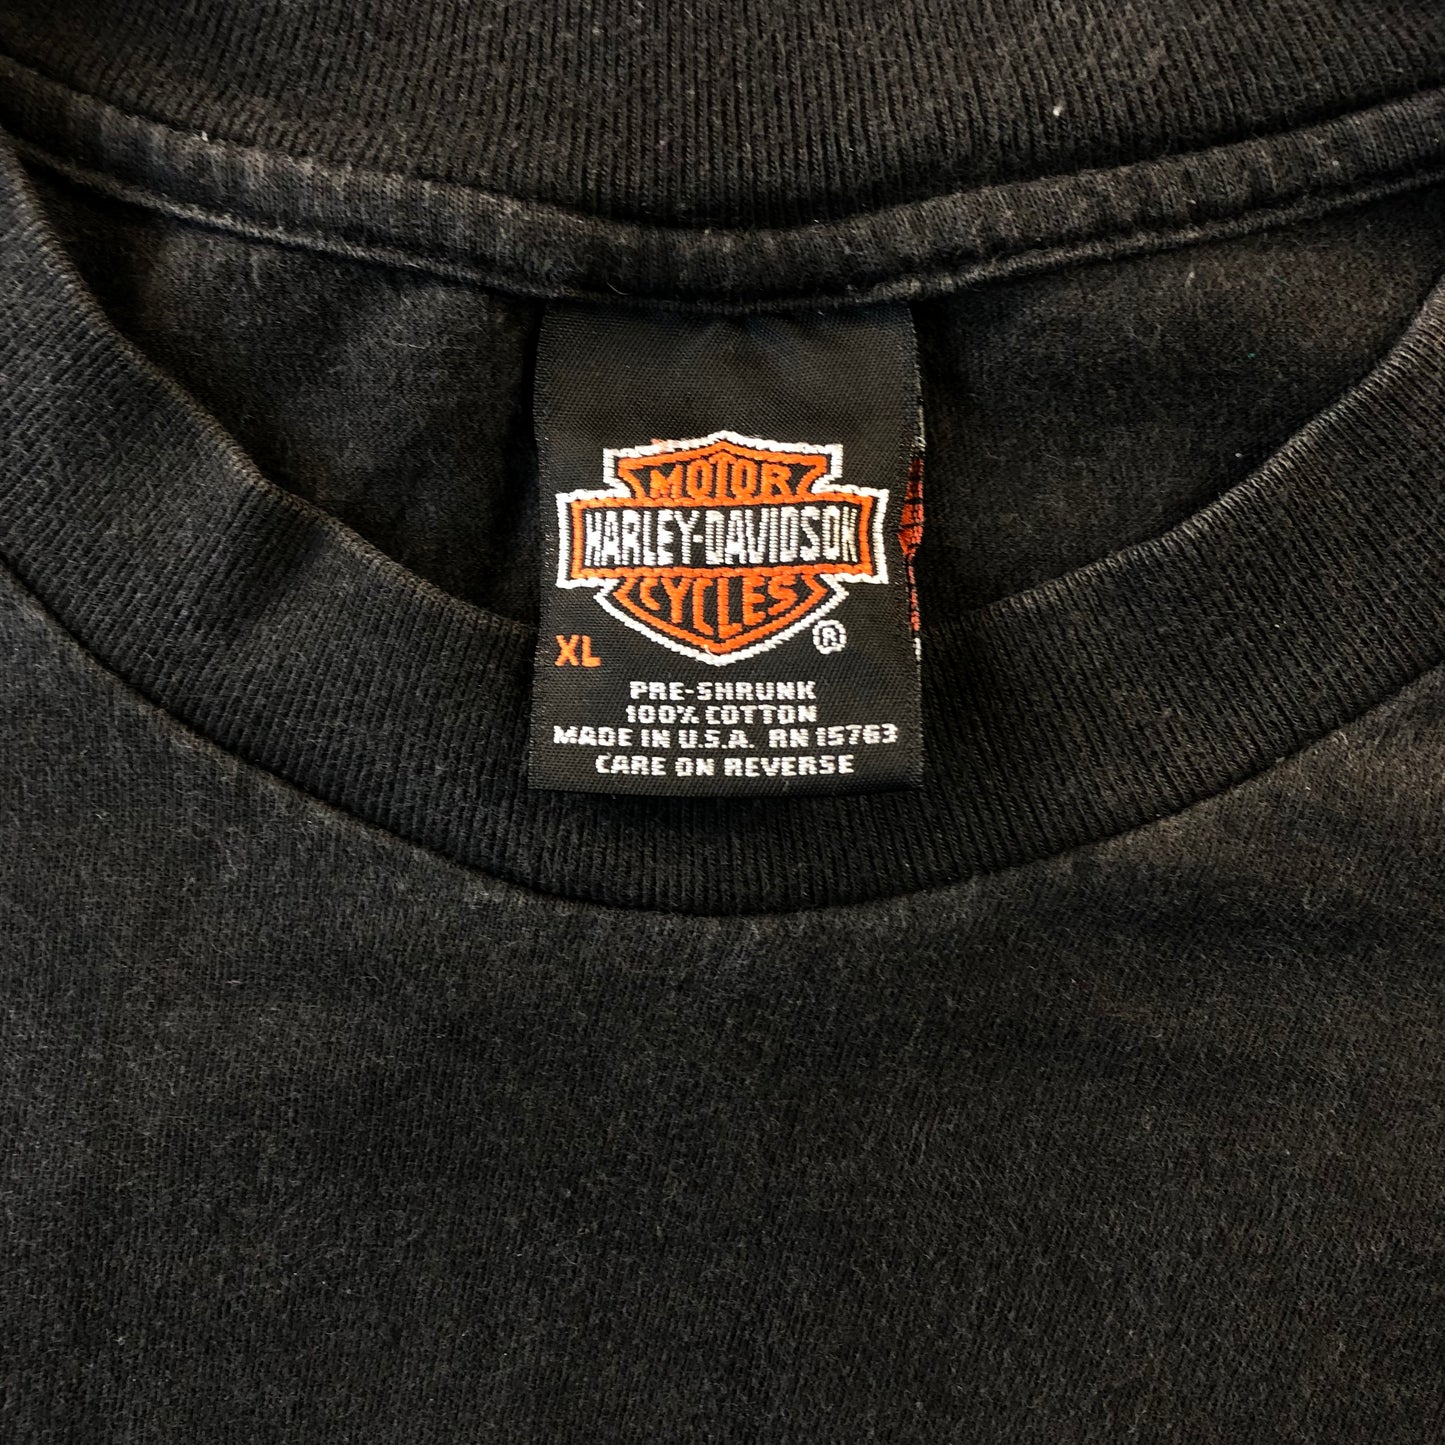 MOTOR
HARLEY-DAVIDSON
CYCLES
®
XL
PRE-SHRUNK
100% COTTON
MADE IN U.S.A. RN 15763
CARE ON REVERSE